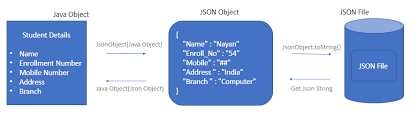 Java Object
Student Details
• Name
• Enrollment Number
• Mobile Number
• Address
• Branch
JsonObject(Java Object)
Java Object(Json Object)
JSON Object
{
"Name" : "Nayan"
"Enroll_No" : "54"
"Mobile" : "##"
"Address " : "India"
"Branch " : "Computer"
}
JsonObject.toString()
Get Json String
JSON File
JSON File